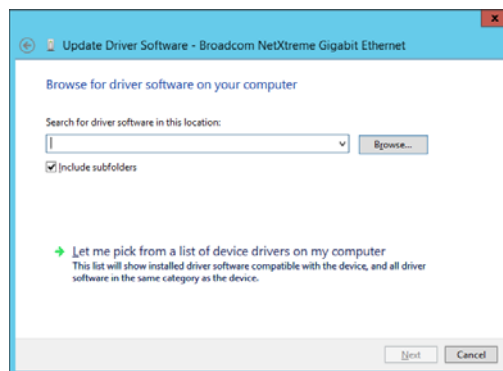 x
Update Driver Software - Broadcom NetXtreme Gigabit Ethernet
Browse for driver software on your computer
Search for driver software in this location:
Browse...
Include subfolders
Let me pick from a list of device drivers on my computer
This list will show installed driver software compatible with the device, and all driver
software in the same category as the device.
Next
Cancel